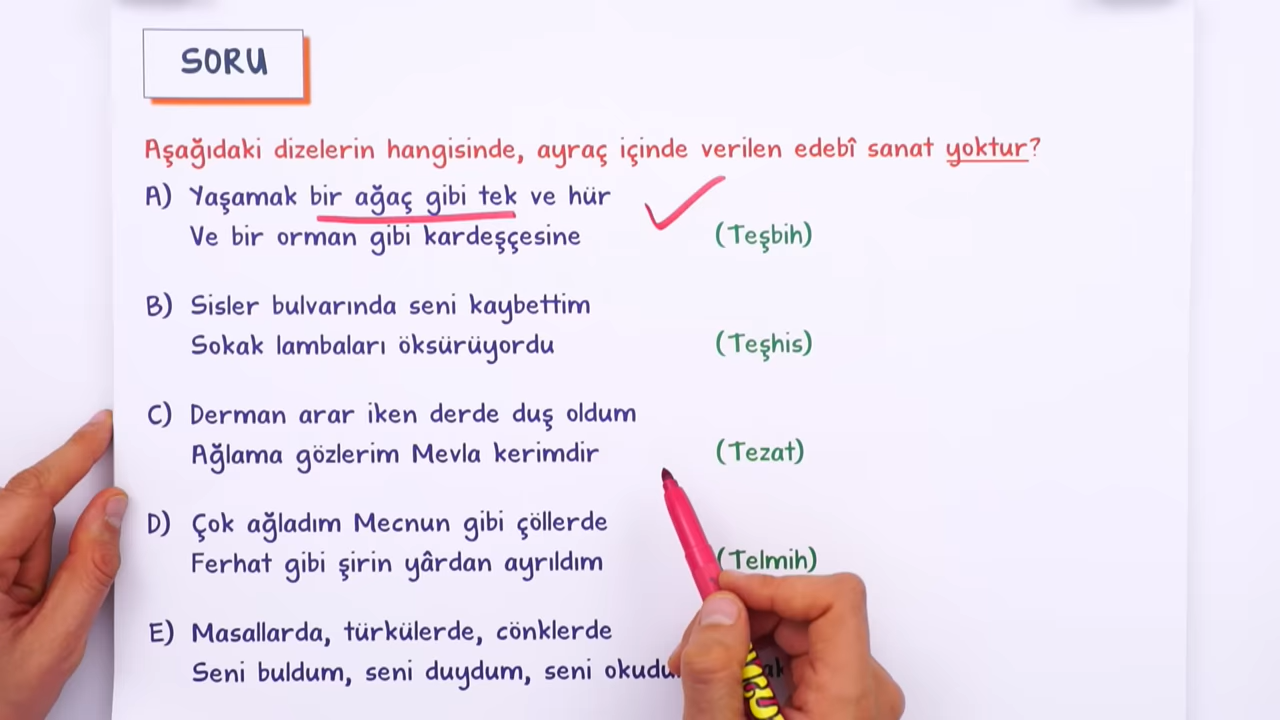 SORU
Aşağıdaki dizelerin hangisinde, ayraç içinde verilen edebî sanat yoktur?
A) Yaşamak bir ağaç gibi tek ve hür
Ve bir orman gibi kardeşçesine (Teşbih)
B) Sisler bulvarında seni kaybettim
Sokak lambaları öksürüyordu (Teşhis)
C) Derman arar iken derde duş oldum
Ağlama gözlerim Mevla kerimdir (Tezat)
D) Çok ağladım Mecnun gibi çöllerde
Ferhat gibi şirin yârdan ayrıldım (Telmih)
E) Masallarda, türkülerde, cönklerde
Seni buldum, seni duydum, seni